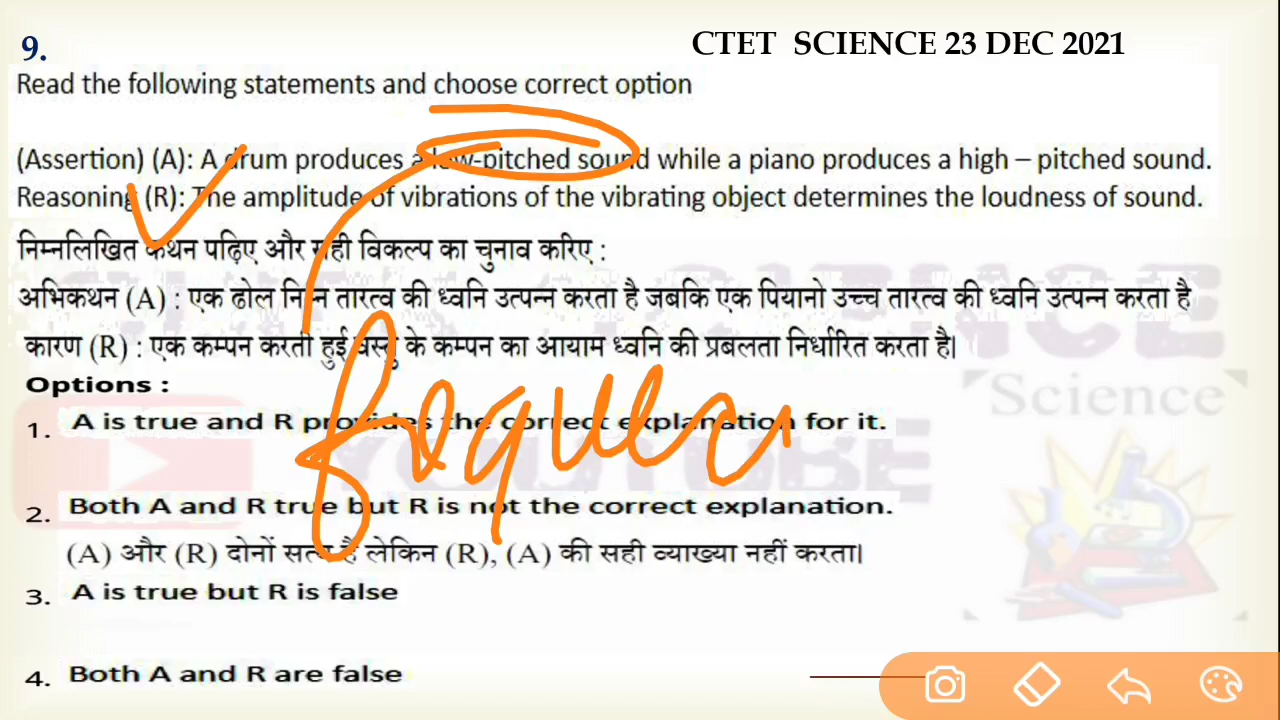 9.
CTET SCIENCE 23 DEC 2021
Read the following statements and choose correct option
(Assertion) (A): A drum produces a low-pitched sound while a piano produces a high – pitched sound.
Reasoning (R): The amplitude of vibrations of the vibrating object determines the loudness of sound.
निम्नलिखित कथन पढ़िए और सही विकल्प का चुनाव करिए :
अभिकथन (A) : एक ढोल निम्न तारत्व की ध्वनि उत्पन्न करता है जबकि एक पियानो उच्च तारत्व की ध्वनि उत्पन्न करता है
कारण (R) : एक कम्पन करती हुई वस्तु के कम्पन का आयाम ध्वनि की प्रबलता निर्धारित करता है।
Options :
Science
1. A is true and R provides the correct explanation for it.
YOUTUBE
2. Both A and R true but R is not the correct explanation.
(A) और (R) दोनों सत्य है लेकिन (R), (A) की सही व्याख्या नहीं करता।
3. A is true but R is false
4. Both A and R are false